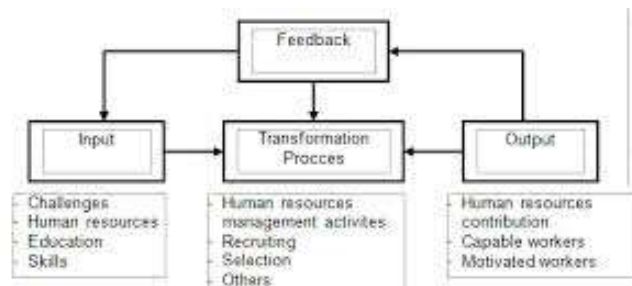 Feedback
Input
Transformation
Procces
Output
- Challenges
- Human resources
- Education
- Skills
- Human resources
management activites
- Recruiting
- Selection
- Others
- Human resources
contribution
- Capable workers
- Motivated workers